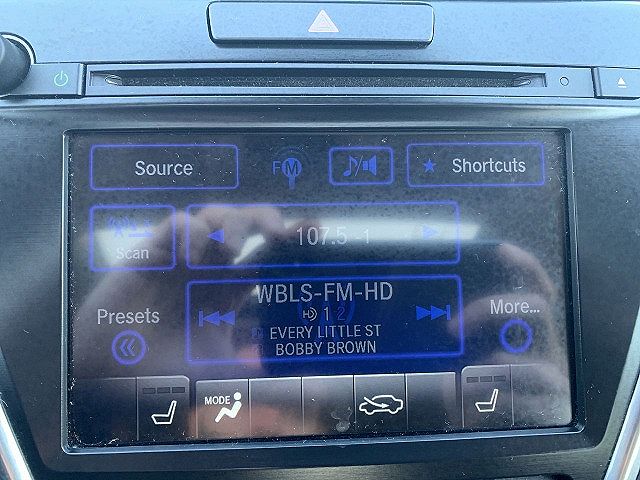 Source
FM
Shortcuts
Scan
107.5 -1
WBLS-FM-HD
1 2
EVERY LITTLE ST
BOBBY BROWN
Presets
More...
MODE